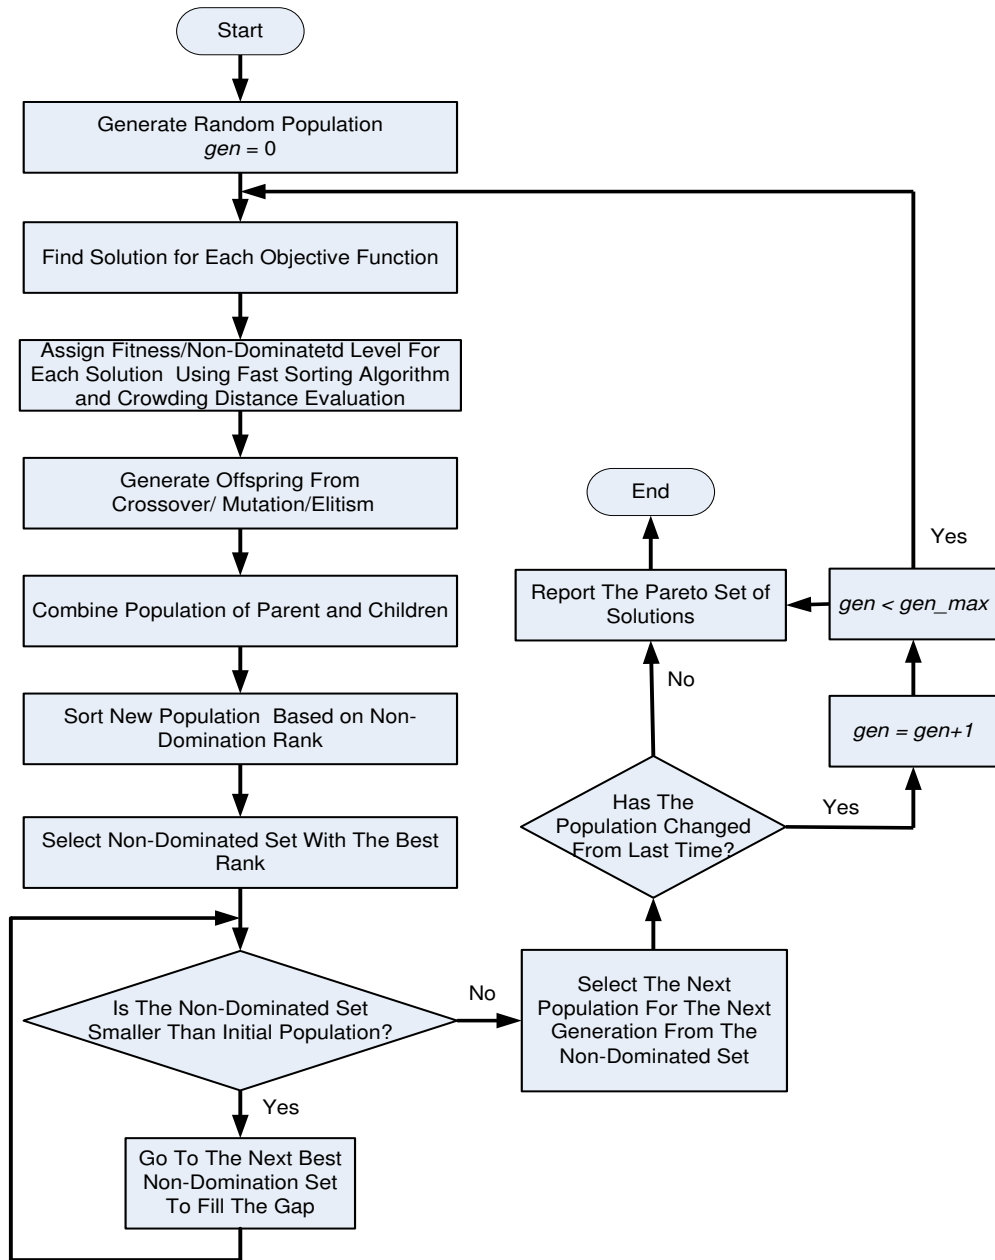 Start
Generate Random Population
gen = 0
Find Solution for Each Objective Function
Assign Fitness/Non-Dominatetd Level For
Each Solution Using Fast Sorting Algorithm
and Crowding Distance Evaluation
Generate Offspring From
Crossover/ Mutation/Elitism
Combine Population of Parent and Children
Sort New Population Based on Non-
Domination Rank
Select Non-Dominated Set With The Best
Rank
Is The Non-Dominated Set
Smaller Than Initial Population?
Yes
Go To The Next Best
Non-Domination Set
To Fill The Gap
No
Select The Next
Population For The Next
Generation From The
Non-Dominated Set
Has The
Population Changed
From Last Time?
No
Report The Pareto Set of
Solutions
End
Yes
gen = gen+1
gen < gen_max
Yes